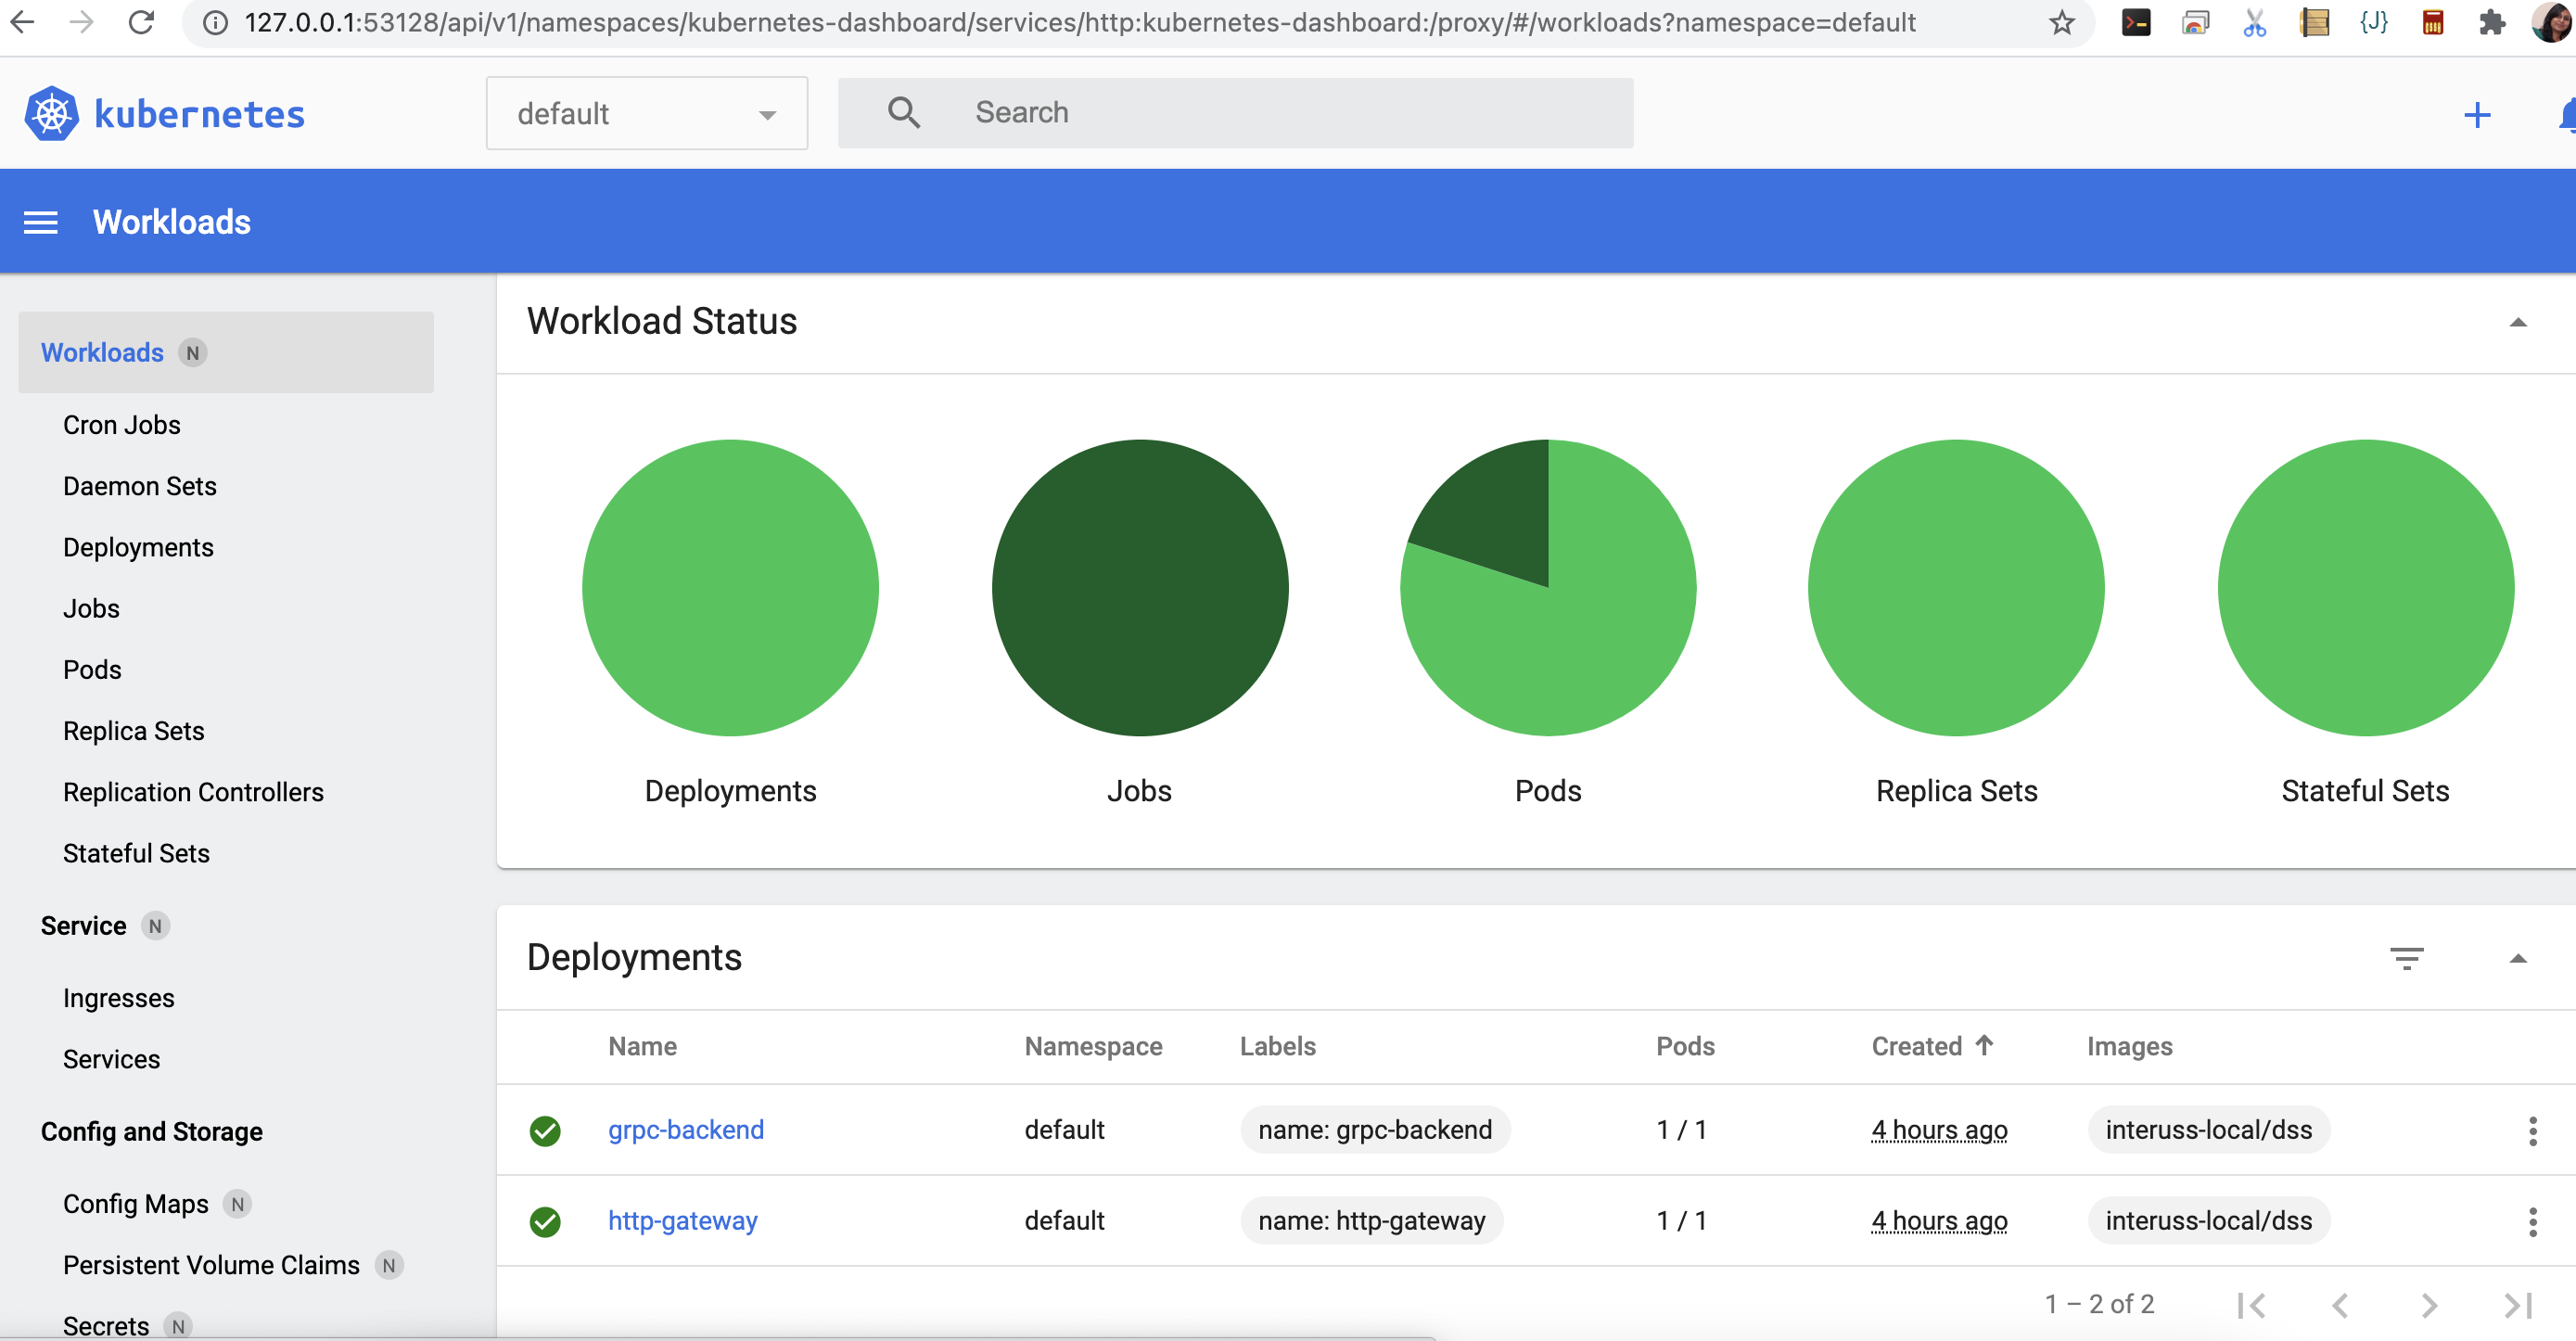 127.0.0.1:53128/api/v1/namespaces/kubernetes-dashboard/services/http:kubernetes-dashboard:/proxy/#/workloads?namespace=default
{J}
kubernetes
default
Search
Workloads
Workloads N
Cron Jobs
Daemon Sets
Deployments
Jobs
Pods
Replica Sets
Replication Controllers
Stateful Sets
Service N
Ingresses
Services
Config and Storage
Config Maps N
Persistent Volume Claims N
Secrets N
Workload Status
Deployments Jobs Pods Replica Sets Stateful Sets
Deployments
Name Namespace Labels Pods Created Images
grpc-backend default name: grpc-backend 1 / 1 4 hours ago interuss-local/dss
http-gateway default name: http-gateway 1 / 1 4 hours ago interuss-local/dss
1 – 2 of 2